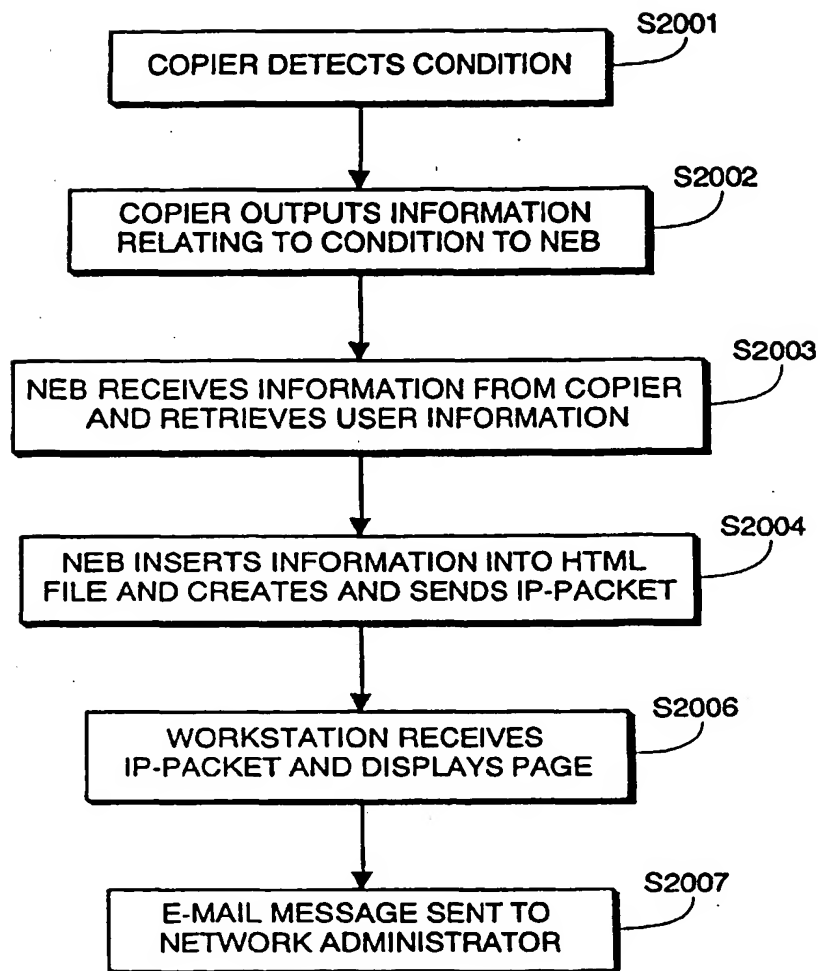 S2001
COPIER DETECTS CONDITION
S2002
COPIER OUTPUTS INFORMATION
RELATING TO CONDITION TO NEB
S2003
NEB RECEIVES INFORMATION FROM COPIER
AND RETRIEVES USER INFORMATION
S2004
NEB INSERTS INFORMATION INTO HTML
FILE AND CREATES AND SENDS IP-PACKET
S2006
WORKSTATION RECEIVES
IP-PACKET AND DISPLAYS PAGE
S2007
E-MAIL MESSAGE SENT TO
NETWORK ADMINISTRATOR